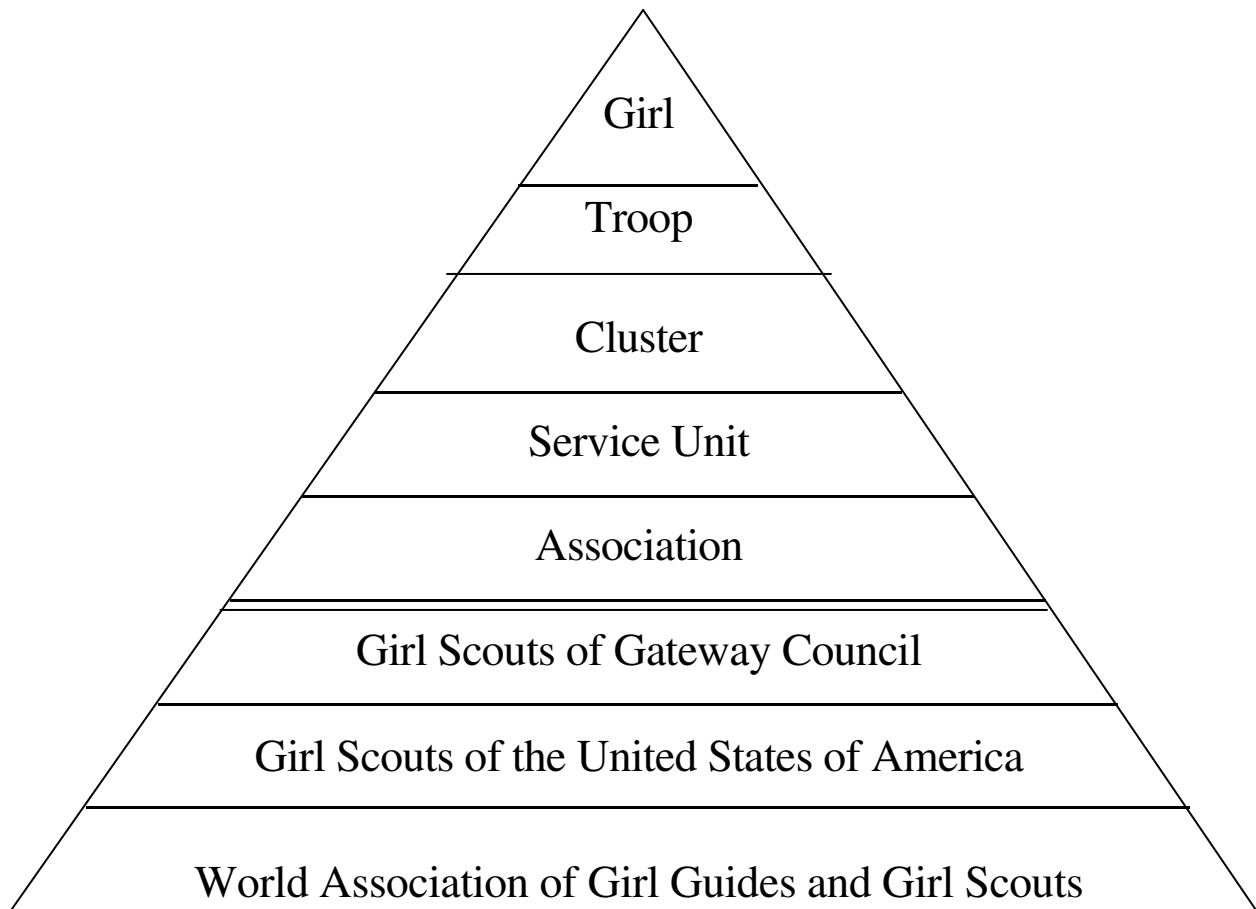 Girl
Troop
Cluster
Service Unit
Association
Girl Scouts of Gateway Council
Girl Scouts of the United States of America
World Association of Girl Guides and Girl Scouts